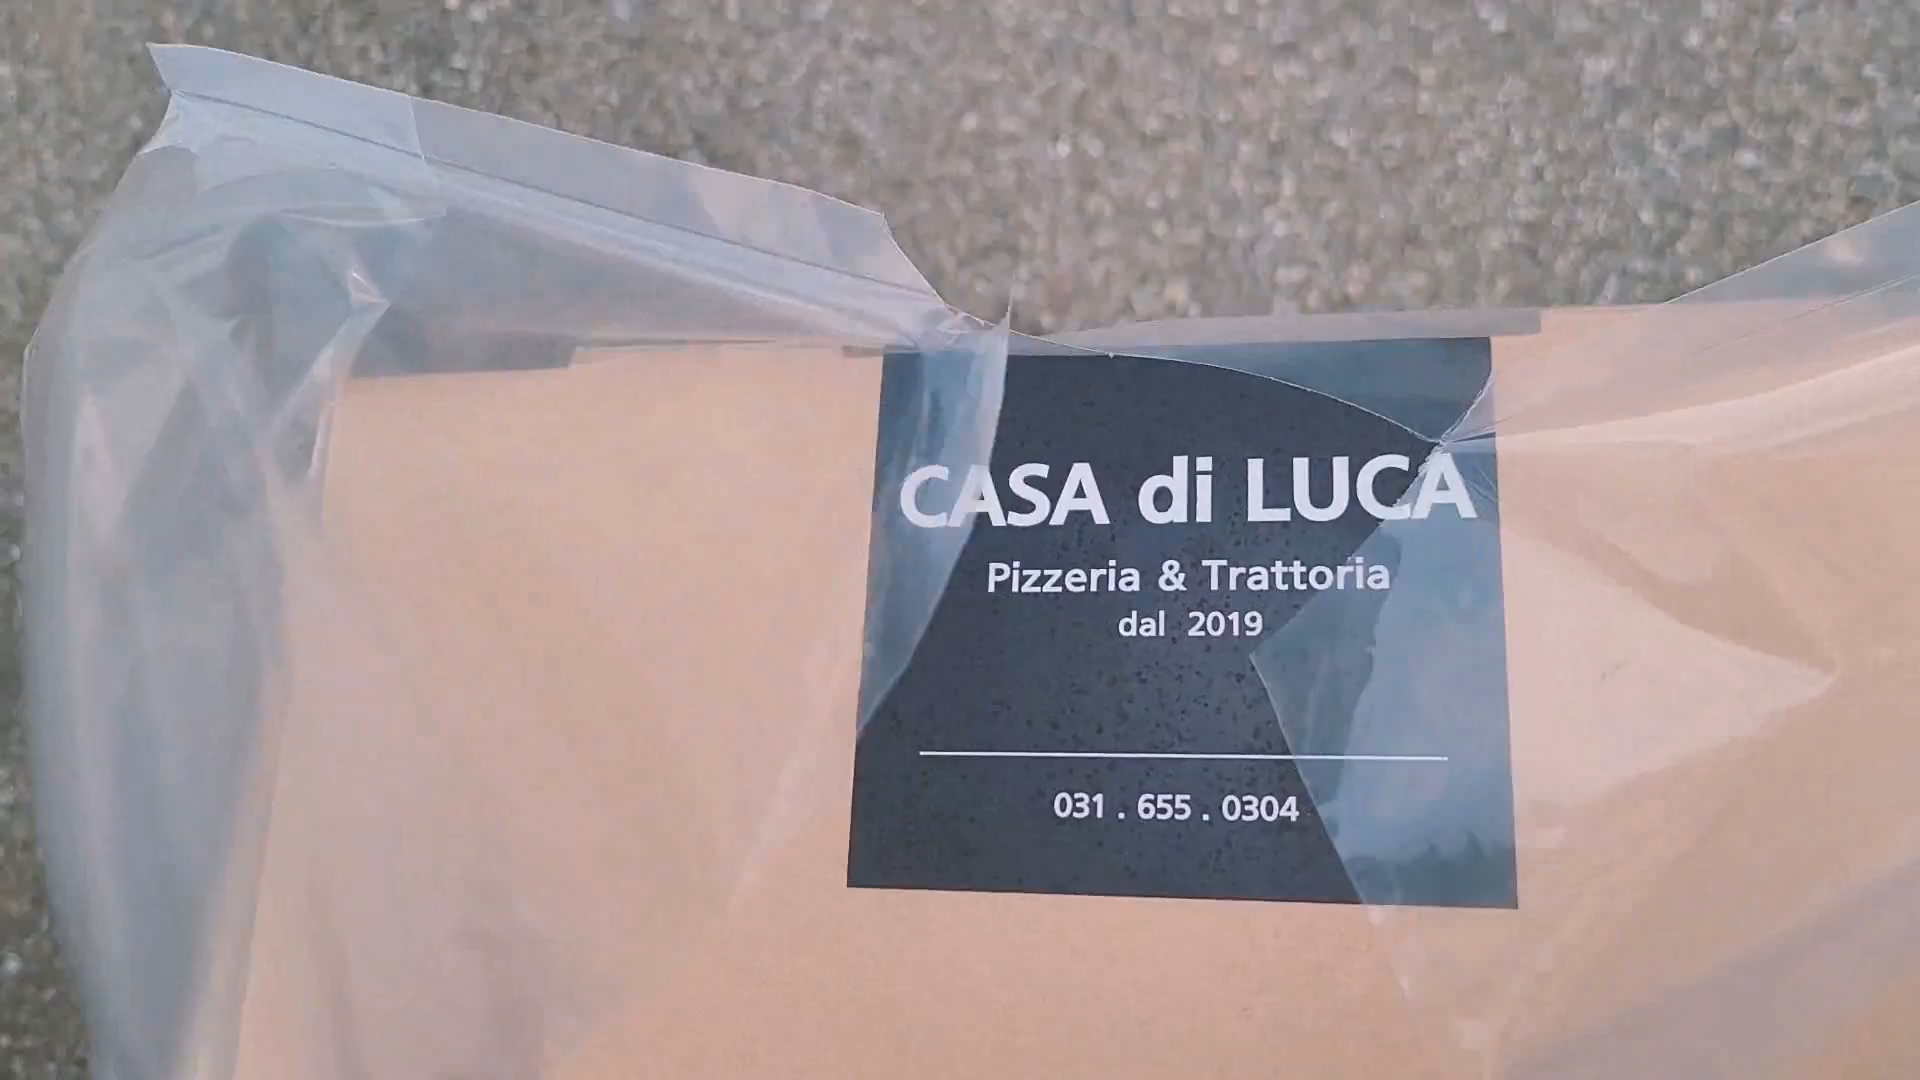 CASA di LUCA
Pizzeria & Trattoria
dal 2019
031 . 655 . 0304